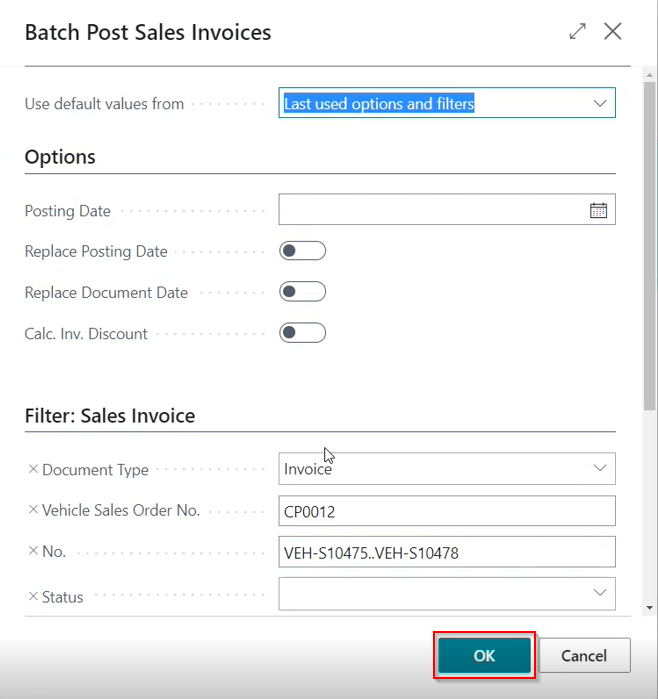 Batch Post Sales Invoices
Use default values from Last used options and filters
Options
Posting Date
Replace Posting Date
Replace Document Date
Calc. Inv. Discount
Filter: Sales Invoice
× Document Type Invoice
× Vehicle Sales Order No. CP0012
× No. VEH-S10475..VEH-S10478
× Status
OK Cancel